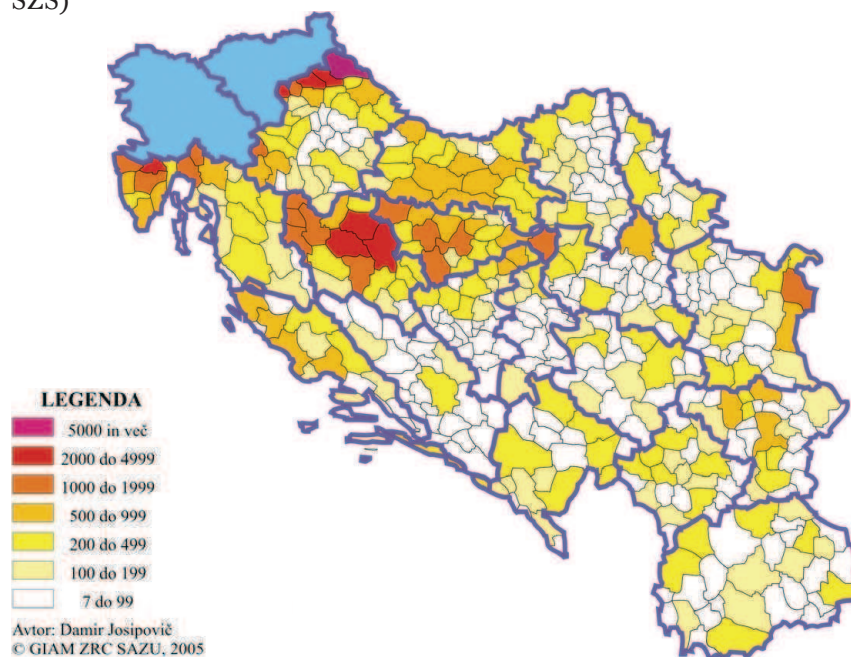 SZS)
LEGENDA
5000 in več
2000 do 4999
1000 do 1999
500 do 999
200 do 499
100 do 199
7 do 99
Avtor: Damir Josipovič
© GIAM ZRC SAZU, 2005